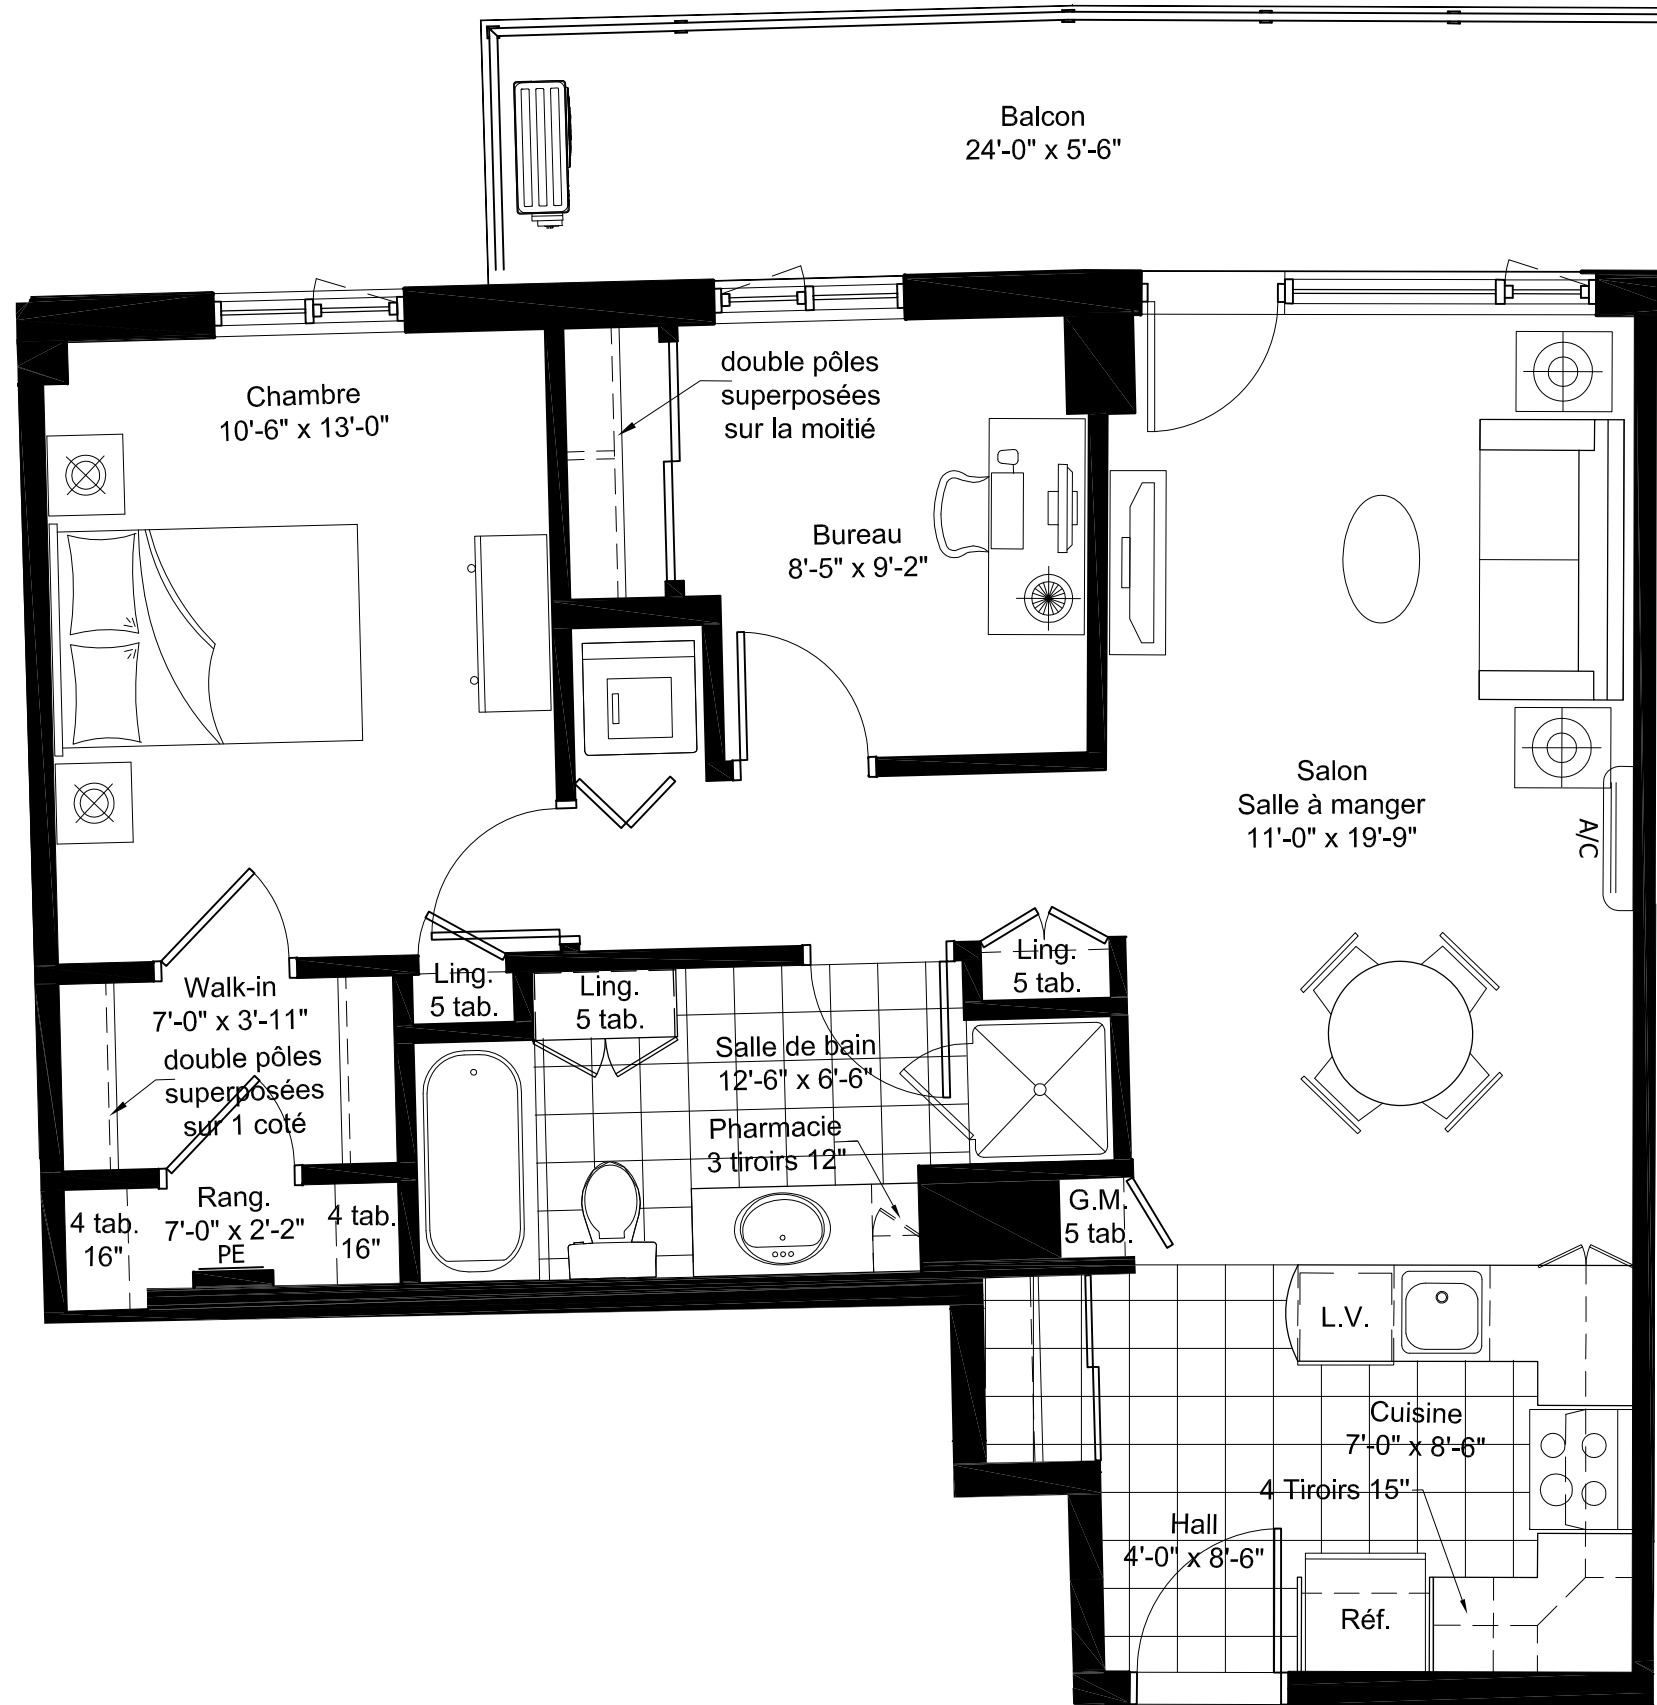 Balcon
24'-0" x 5'-6"
Chambre
10'-6" x 13'-0"
double pôles
superposées
sur la moitié
Bureau
8'-5" x 9'-2"
Salon
Salle à manger
11'-0" x 19'-9"
A/C
Walk-in
7'-0" x 3'-11"
double pôles
superposées
sur 1 coté
Ling.
5 tab.
Ling.
5 tab.
Ling.
5 tab.
Salle de bain
12'-6" x 6'-6"
Pharmacie
3 tiroirs 12"
Rang.
7'-0" x 2'-2"
PE
4 tab.
16"
4 tab.
16"
G.M.
5 tab.
L.V.
Cuisine
7'-0" x 8'-6"
4 Tiroirs 15"
Hall
4'-0" x 8'-6"
Réf.